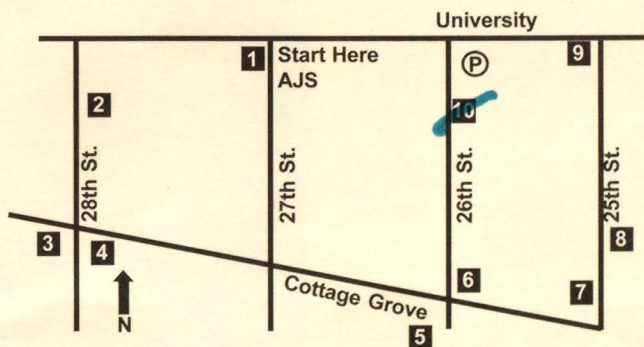 University
1
Start Here
AJS
P
9
2
10
28th St.
27th St.
26th St.
25th St.
3
4
8
N
Cottage Grove
5
6
7